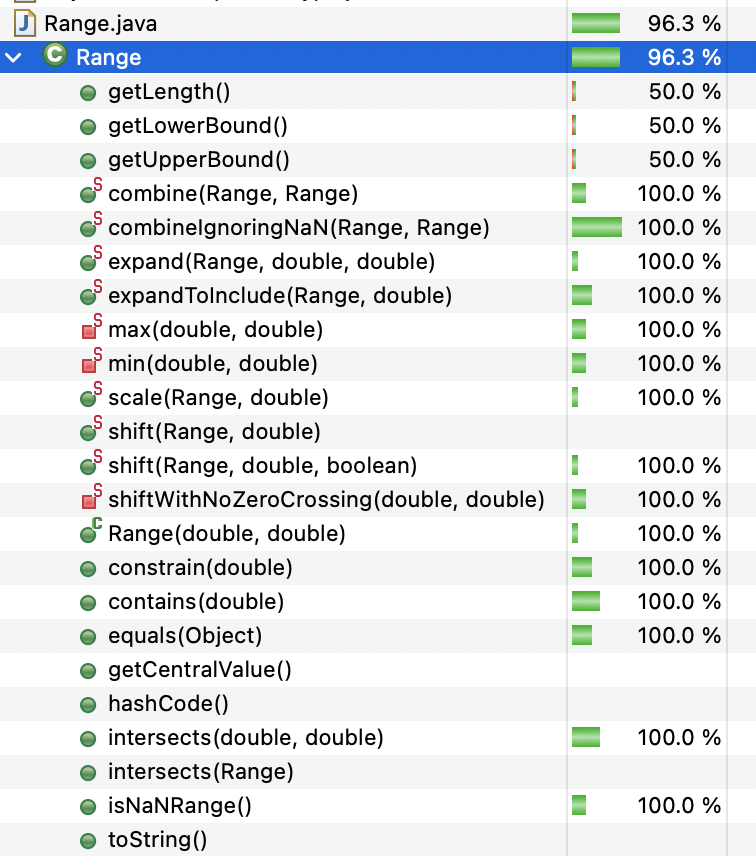 Range.java 96.3 %
Range 96.3 %
getLength() 50.0 %
getLowerBound() 50.0 %
getUpperBound() 50.0 %
combine(Range, Range) 100.0 %
combineIgnoringNaN(Range, Range) 100.0 %
expand(Range, double, double) 100.0 %
expandToInclude(Range, double) 100.0 %
max(double, double) 100.0 %
min(double, double) 100.0 %
scale(Range, double) 100.0 %
shift(Range, double)
shift(Range, double, boolean) 100.0 %
shiftWithNoZeroCrossing(double, double) 100.0 %
Range(double, double) 100.0 %
constrain(double) 100.0 %
contains(double) 100.0 %
equals(Object) 100.0 %
getCentralValue()
hashCode()
intersects(double, double) 100.0 %
intersects(Range)
isNaNRange() 100.0 %
toString()